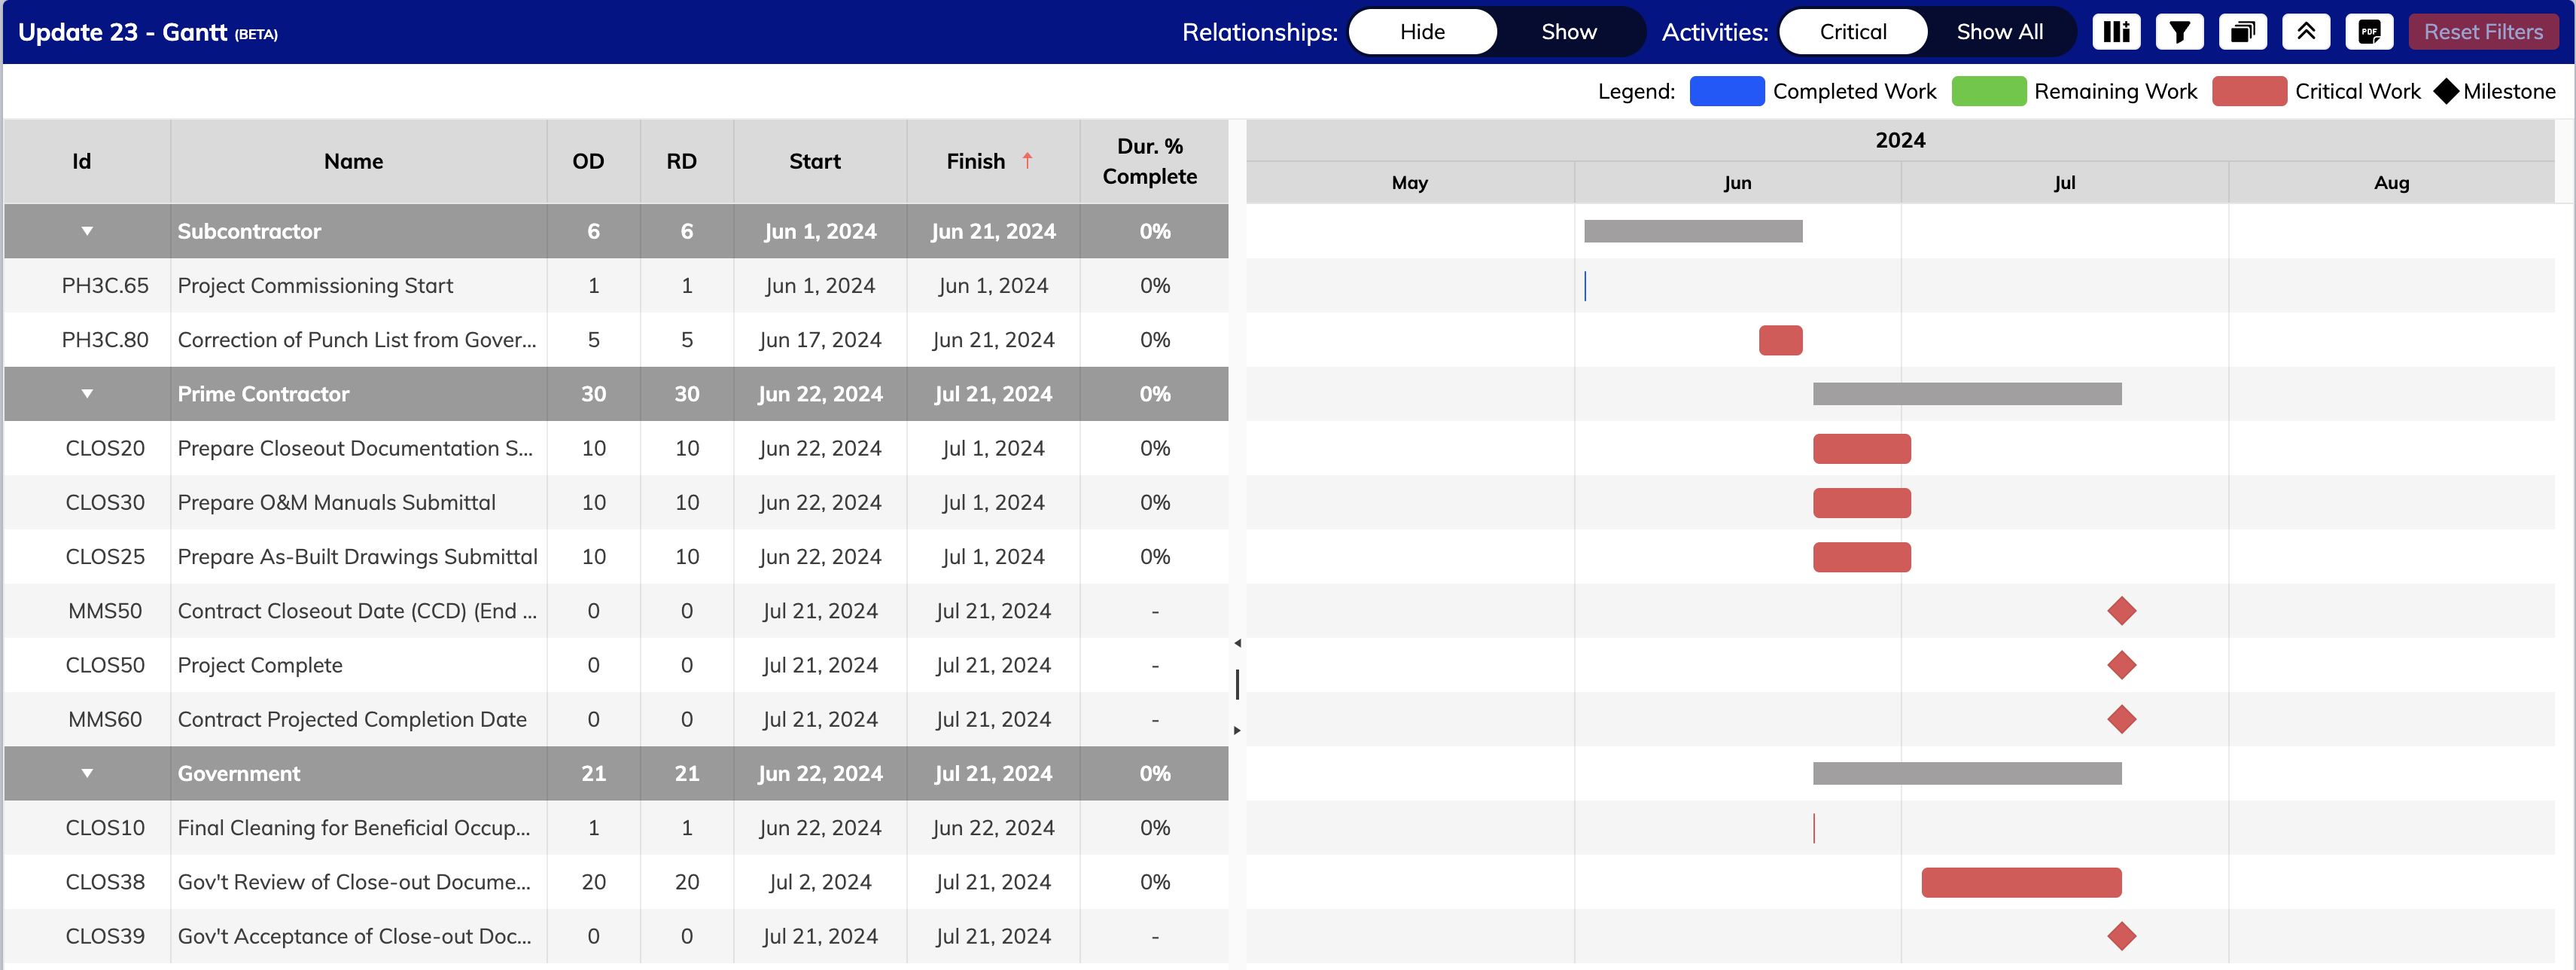 Update 23 - Gantt (BETA)
Relationships: Hide Show Activities: Critical Show All PDF Reset Filters
Legend: Completed Work Remaining Work Critical Work Milestone
Id Name OD RD Start Finish ↑ Dur. % Complete
2024
May Jun Jul Aug
Subcontractor 6 6 Jun 1, 2024 Jun 21, 2024 0%
PH3C.65 Project Commissioning Start 1 1 Jun 1, 2024 Jun 1, 2024 0%
PH3C.80 Correction of Punch List from Gover... 5 5 Jun 17, 2024 Jun 21, 2024 0%
Prime Contractor 30 30 Jun 22, 2024 Jul 21, 2024 0%
CLOS20 Prepare Closeout Documentation S... 10 10 Jun 22, 2024 Jul 1, 2024 0%
CLOS30 Prepare O&M Manuals Submittal 10 10 Jun 22, 2024 Jul 1, 2024 0%
CLOS25 Prepare As-Built Drawings Submittal 10 10 Jun 22, 2024 Jul 1, 2024 0%
MMS50 Contract Closeout Date (CCD) (End ... 0 0 Jul 21, 2024 Jul 21, 2024 -
CLOS50 Project Complete 0 0 Jul 21, 2024 Jul 21, 2024 -
MMS60 Contract Projected Completion Date 0 0 Jul 21, 2024 Jul 21, 2024 -
Government 21 21 Jun 22, 2024 Jul 21, 2024 0%
CLOS10 Final Cleaning for Beneficial Occup... 1 1 Jun 22, 2024 Jun 22, 2024 0%
CLOS38 Gov't Review of Close-out Docume... 20 20 Jul 2, 2024 Jul 21, 2024 0%
CLOS39 Gov't Acceptance of Close-out Doc... 0 0 Jul 21, 2024 Jul 21, 2024 -